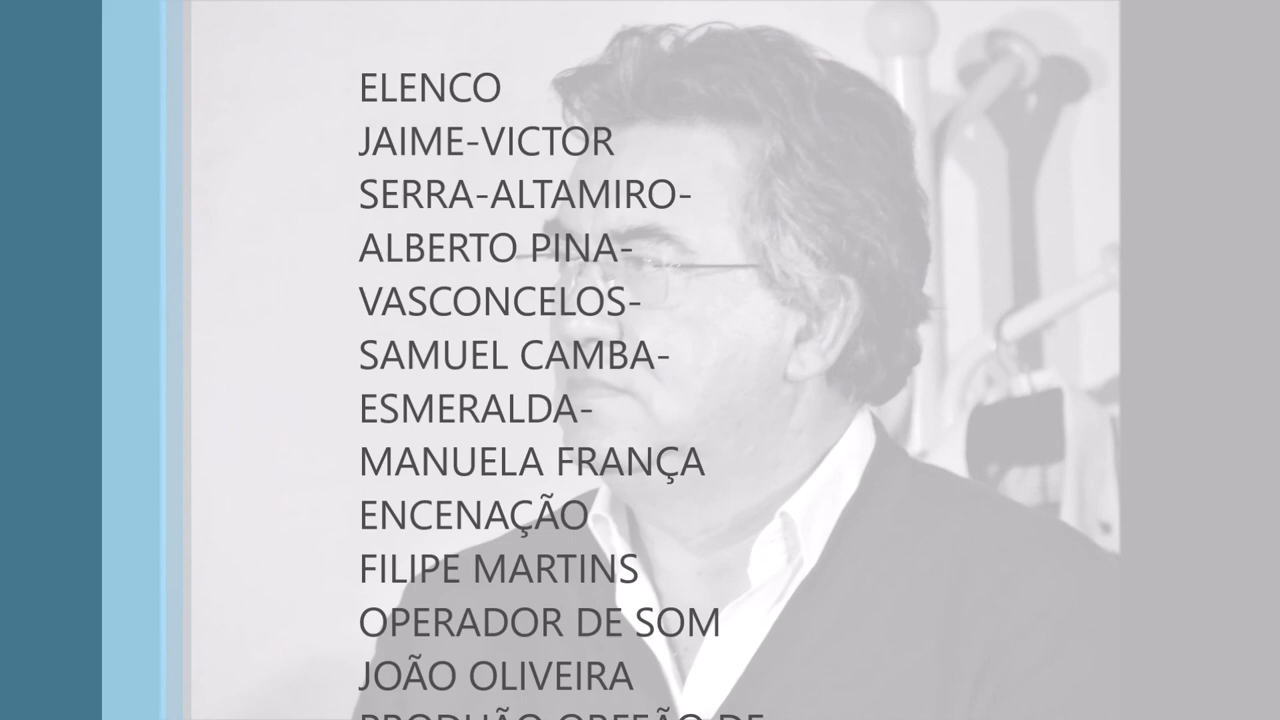 ELENCO
JAIME-VICTOR
SERRA-ALTAMIRO-
ALBERTO PINA-
VASCONCELOS-
SAMUEL CAMBA-
ESMERALDA-
MANUELA FRANÇA
ENCENAÇÃO
FILIPE MARTINS
OPERADOR DE SOM
JOÃO OLIVEIRA